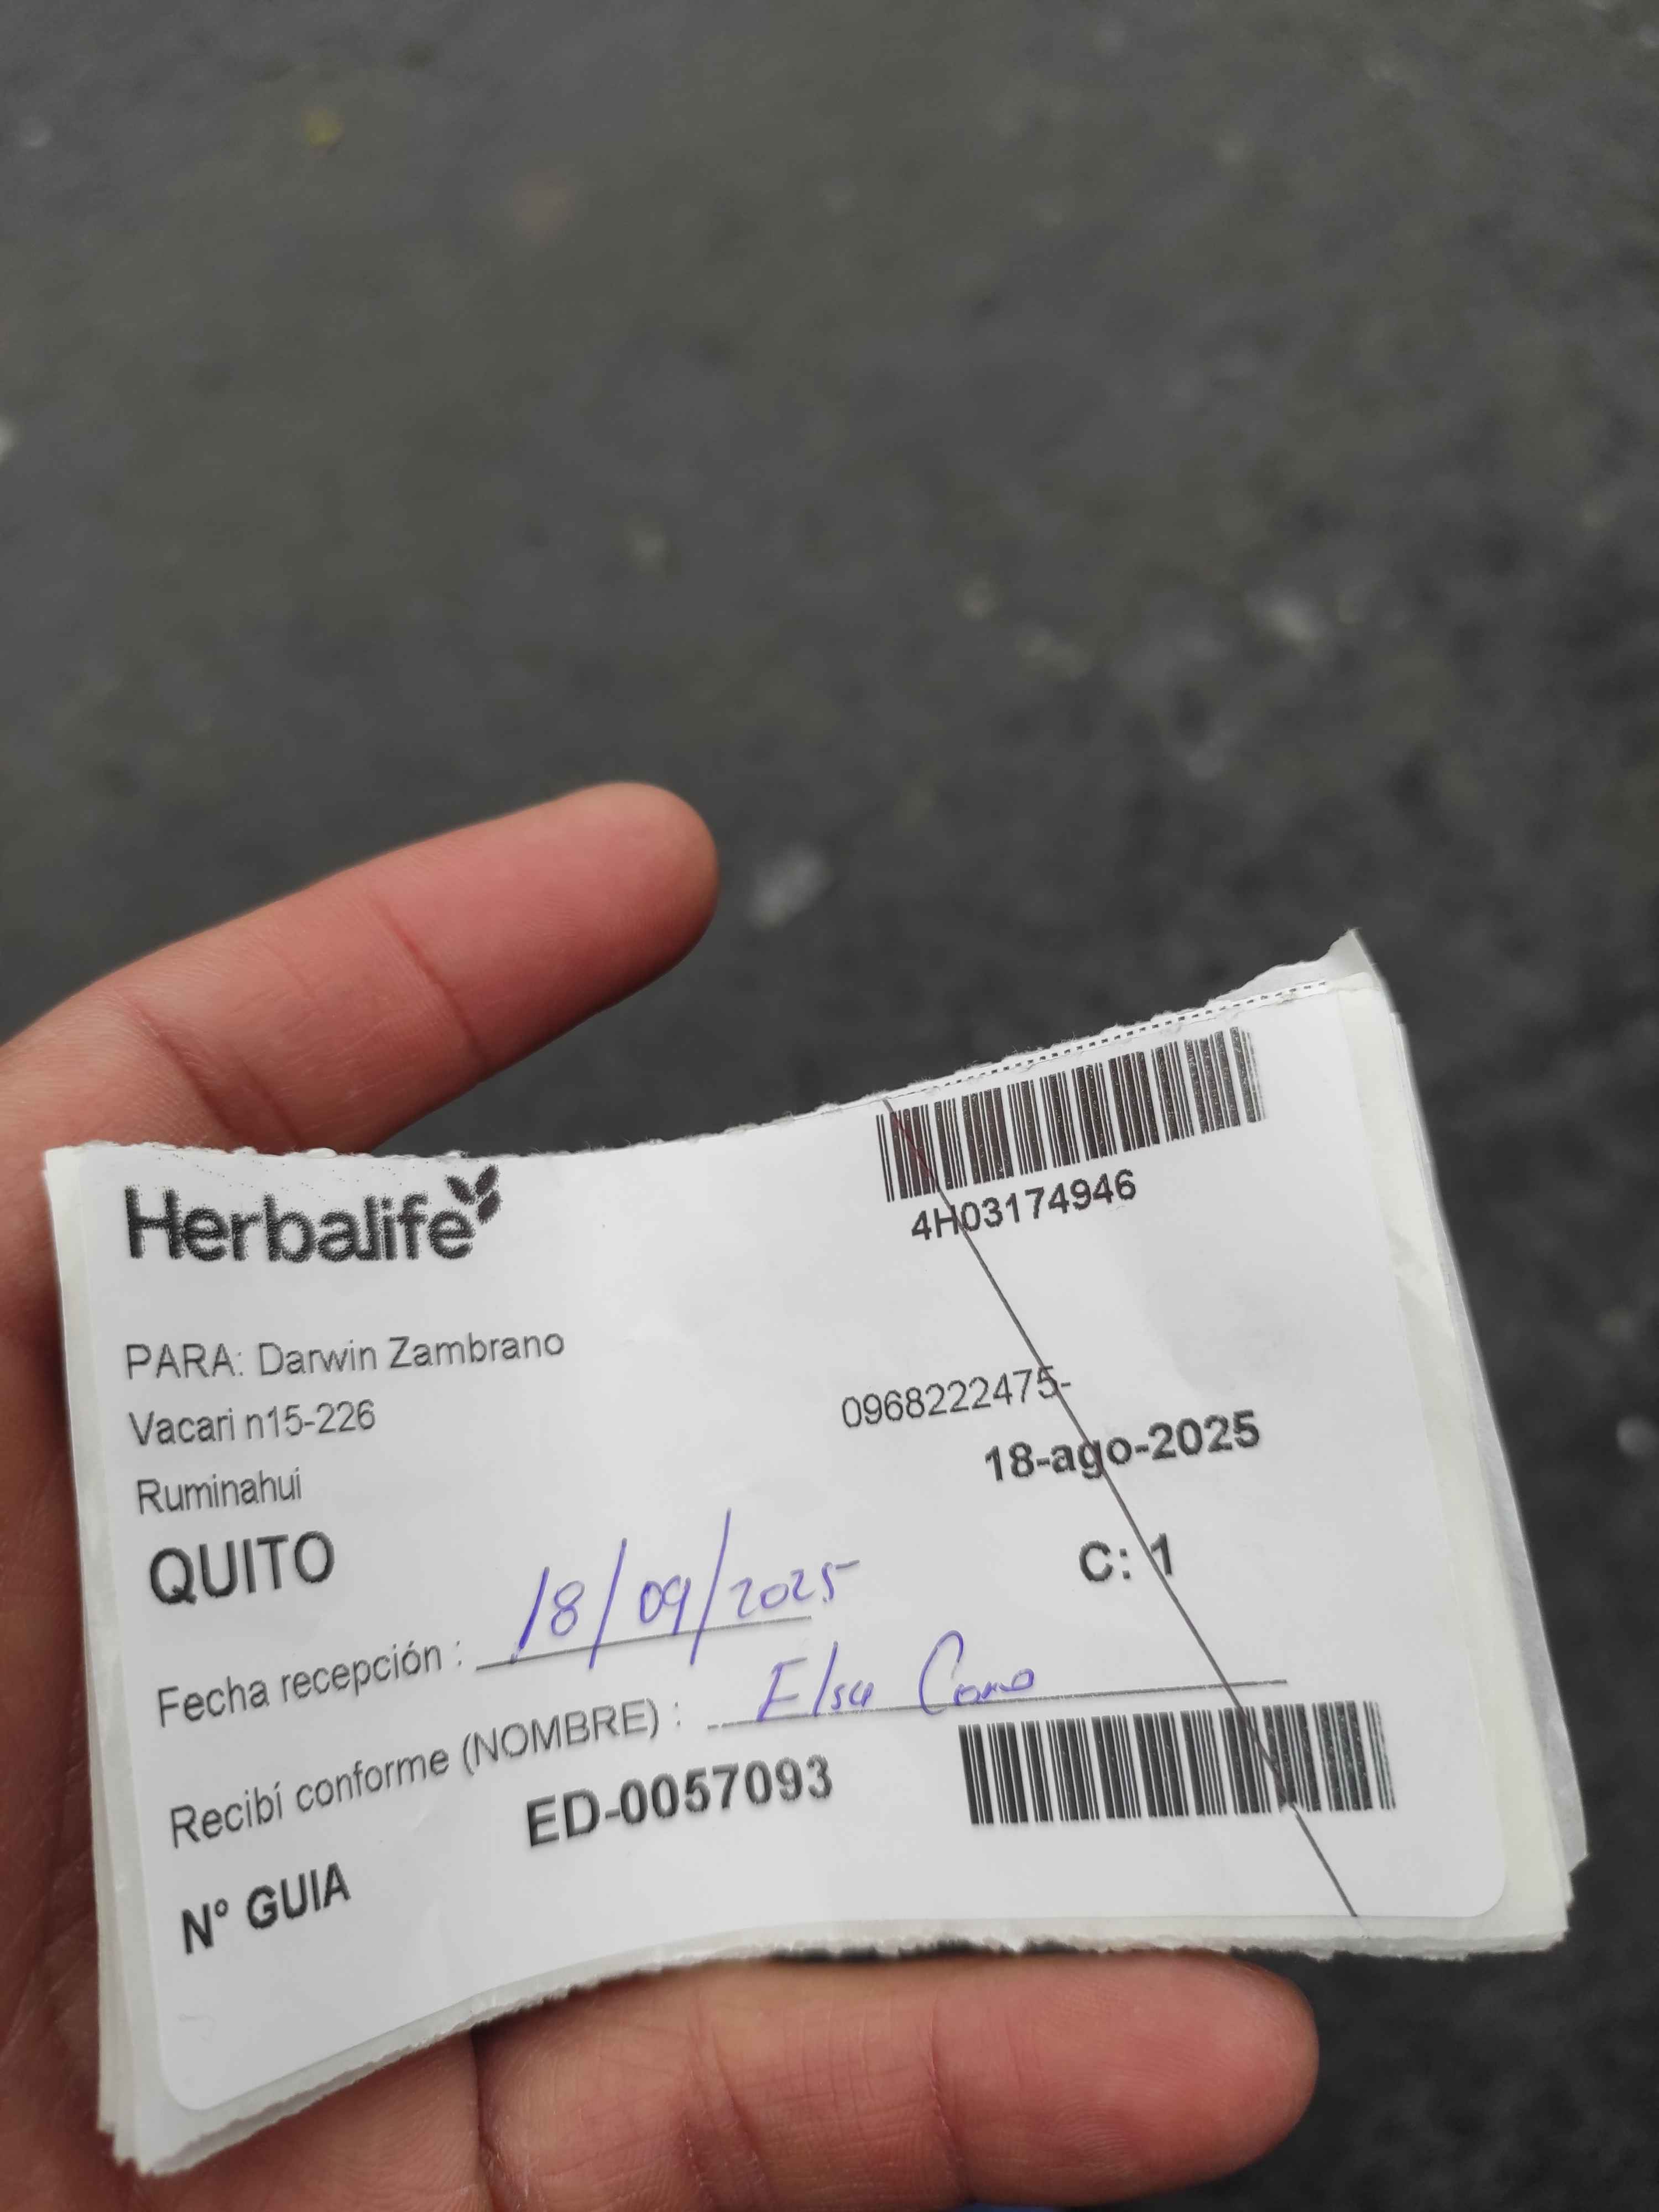 Herbalife
4H03174946
PARA: Darwin Zambrano
Vacari n15-226
0968222475-
Ruminahui
18-ago-2025
QUITO
C: 1
Fecha recepción : 18/09/2025
Recibí conforme (NOMBRE) : Elsa
ED-0057093
N° GUIA